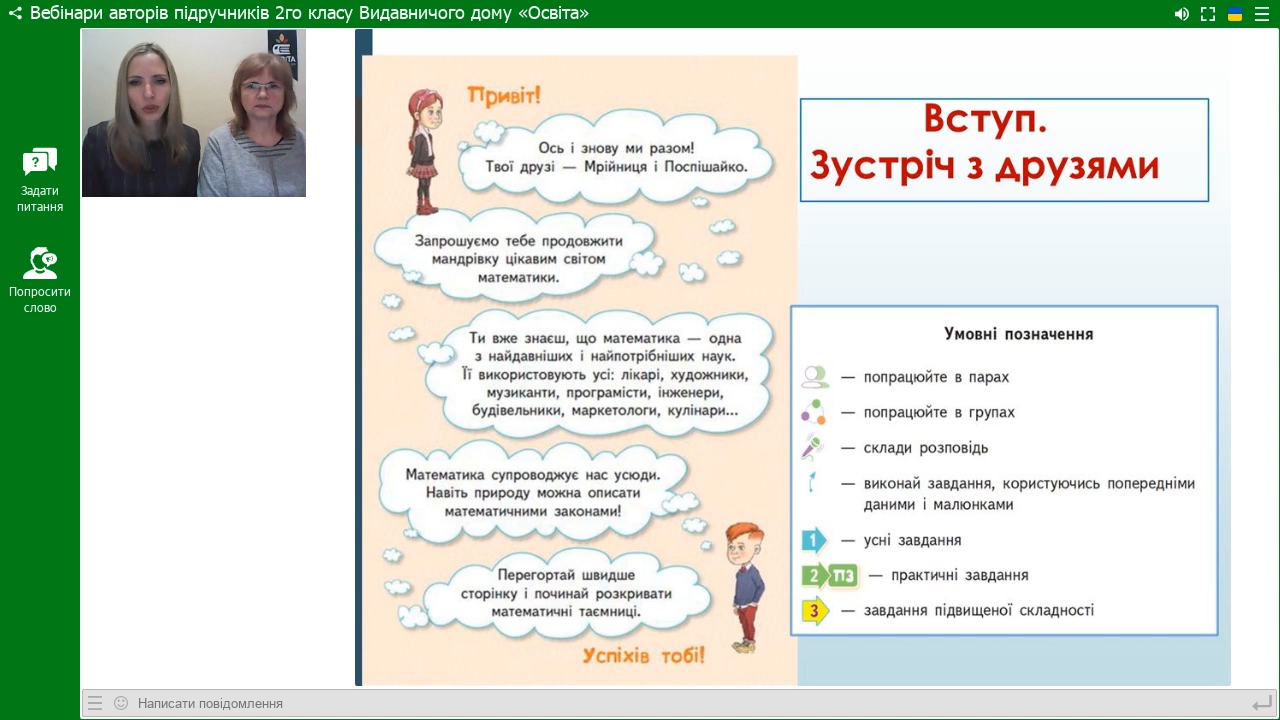 Вебінари авторів підручників 2го класу Видавничого дому «Освіта»
Задати
питання
Попросити
слово
Привіт!
Ось і знову ми разом!
Твої друзі — Мрійниця і Поспішайко.
Запрошуємо тебе продовжити
мандрівку цікавим світом
математики.
Ти вже знаєш, що математика — одна
з найдавніших і найпотрібніших наук.
Її використовують усі: лікарі, художники,
музиканти, програмісти, інженери,
будівельники, маркетологи, кулінари...
Математика супроводжує нас усюди.
Навіть природу можна описати
математичними законами!
Перегортай швидше
сторінку і починай розкривати
математичні таємниці.
Успіхів тобі!
Вступ.
Зустріч з друзями
Умовні позначення
— попрацюйте в парах
— попрацюйте в групах
— склади розповідь
— виконай завдання, користуючись попередніми
даними і малюнками
1 — усні завдання
2 ПЗ — практичні завдання
3 — завдання підвищеної складності
Написати повідомлення